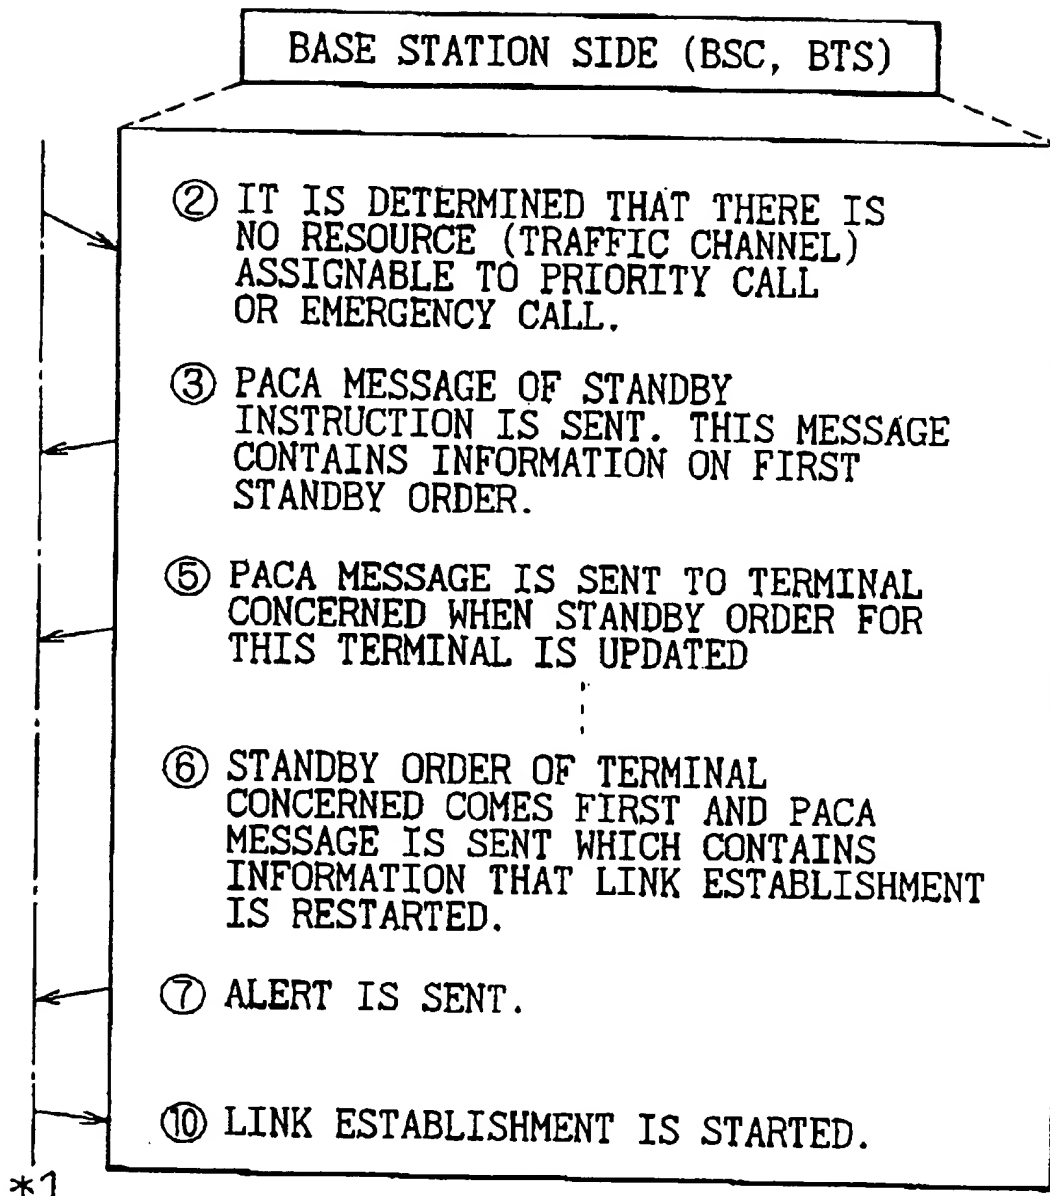 BASE STATION SIDE (BSC, BTS)
② IT IS DETERMINED THAT THERE IS
NO RESOURCE (TRAFFIC CHANNEL)
ASSIGNABLE TO PRIORITY CALL
OR EMERGENCY CALL.
③ PACA MESSAGE OF STANDBY
INSTRUCTION IS SENT. THIS MESSAGE
CONTAINS INFORMATION ON FIRST
STANDBY ORDER.
⑤ PACA MESSAGE IS SENT TO TERMINAL
CONCERNED WHEN STANDBY ORDER FOR
THIS TERMINAL IS UPDATED
⑥ STANDBY ORDER OF TERMINAL
CONCERNED COMES FIRST AND PACA
MESSAGE IS SENT WHICH CONTAINS
INFORMATION THAT LINK ESTABLISHMENT
IS RESTARTED.
⑦ ALERT IS SENT.
⑩ LINK ESTABLISHMENT IS STARTED.
*1